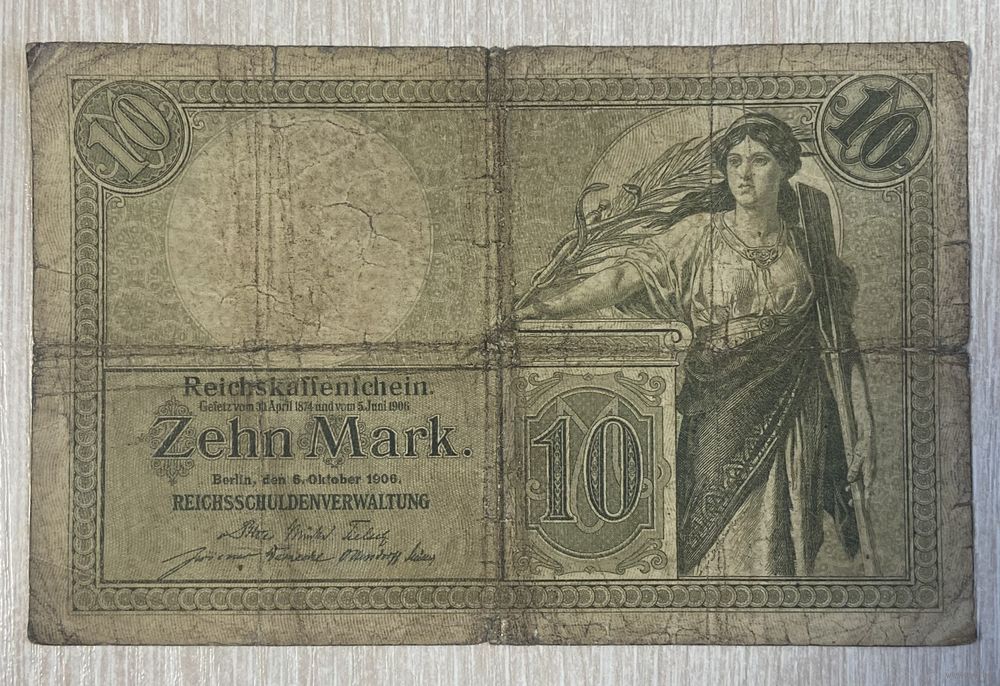 10
10
Reichskassenschein.
Gesetz vom 30. April 1874 und vom 5. Juni 1906
Zehn Mark.
Berlin, den 6. Oktober 1906.
REICHSSCHULDENVERWALTUNG
10